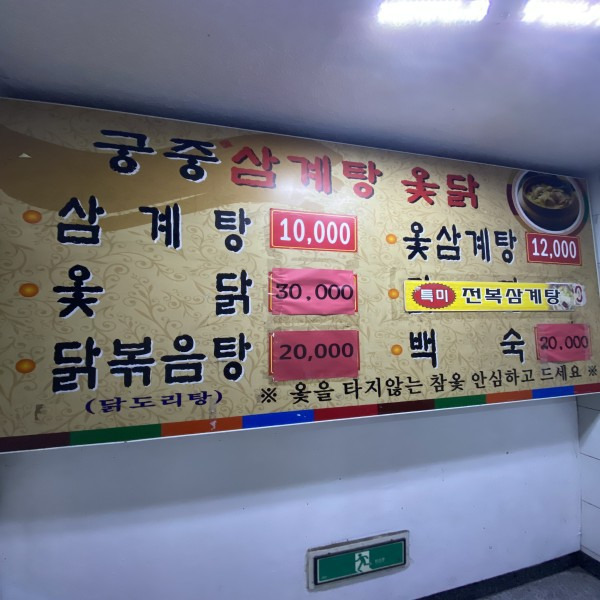 궁중 삼계탕 옻닭
삼계탕 10,000
옻닭 30.000
닭볶음탕 20,000
(닭도리탕)
옻삼계탕 12,000
특미 전복삼계탕
백숙 20.000
※ 옻을 타지않는 참옻 안심하고 드세요 ※